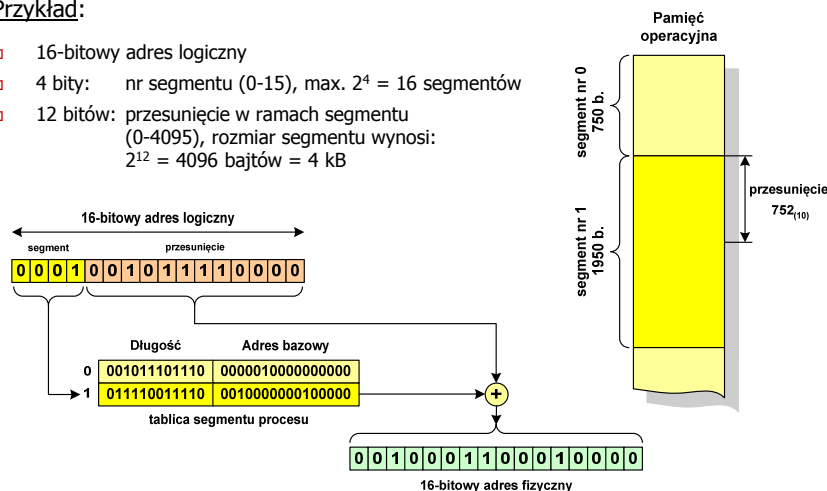 Przykład:
16-bitowy adres logiczny
4 bity: nr segmentu (0-15), max. 2⁴ = 16 segmentów
12 bitów: przesunięcie w ramach segmentu
(0-4095), rozmiar segmentu wynosi:
2¹² = 4096 bajtów = 4 kB
Pamięć
operacyjna
segment nr 0
750 b.
segment nr 1
1950 b.
przesunięcie
752₍₁₀₎
16-bitowy adres logiczny
segment przesunięcie
0 0 0 1 0 0 1 0 1 1 1 1 0 0 0 0
Długość Adres bazowy
0 001011101110 0000010000000000
1 011110011110 0010000000100000
tablica segmentu procesu
+
0 0 1 0 0 0 1 1 0 0 0 1 0 0 0 0
16-bitowy adres fizyczny